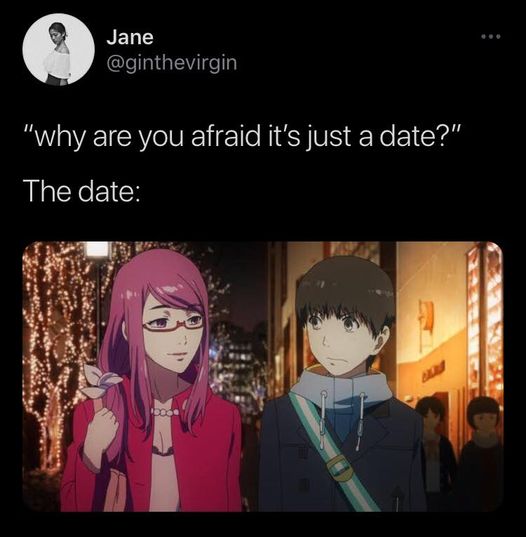 Jane
@ginthevirgin
“why are you afraid it’s just a date?”
The date: